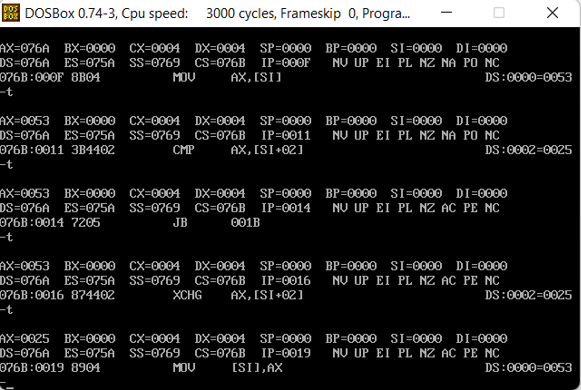 DOSBox 0.74-3, Cpu speed:    3000 cycles, Frameskip  0, Progra...
AX=076A  BX=0000  CX=0004  DX=0004  SP=0000  BP=0000  SI=0000  DI=0000
DS=076A  ES=075A  SS=0769  CS=076B  IP=000F   NV UP EI PL NZ NA PO NC
076B:000F 8B04          MOV     AX,[SI]                            DS:0000=0053
-t
AX=0053  BX=0000  CX=0004  DX=0004  SP=0000  BP=0000  SI=0000  DI=0000
DS=076A  ES=075A  SS=0769  CS=076B  IP=0011   NV UP EI PL NZ NA PO NC
076B:0011 3B4402        CMP     AX,[SI+02]                         DS:0002=0025
-t
AX=0053  BX=0000  CX=0004  DX=0004  SP=0000  BP=0000  SI=0000  DI=0000
DS=076A  ES=075A  SS=0769  CS=076B  IP=0014   NV UP EI PL NZ AC PE NC
076B:0014 7205          JB      001B
-t
AX=0053  BX=0000  CX=0004  DX=0004  SP=0000  BP=0000  SI=0000  DI=0000
DS=076A  ES=075A  SS=0769  CS=076B  IP=0016   NV UP EI PL NZ AC PE NC
076B:0016 874402        XCHG    AX,[SI+02]                         DS:0002=0025
-t
AX=0025  BX=0000  CX=0004  DX=0004  SP=0000  BP=0000  SI=0000  DI=0000
DS=076A  ES=075A  SS=0769  CS=076B  IP=0019   NV UP EI PL NZ AC PE NC
076B:0019 8904          MOV     [SI],AX                            DS:0000=0053